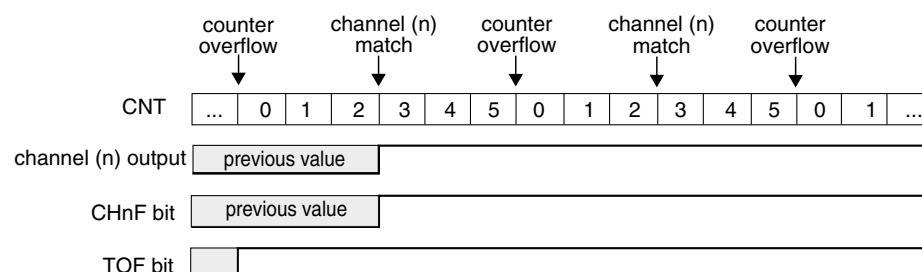 counter overflow
channel (n) match
counter overflow
channel (n) match
counter overflow
CNT ... 0 1 2 3 4 5 0 1 2 3 4 5 0 1 ...
channel (n) output previous value
CHnF bit previous value
TOF bit